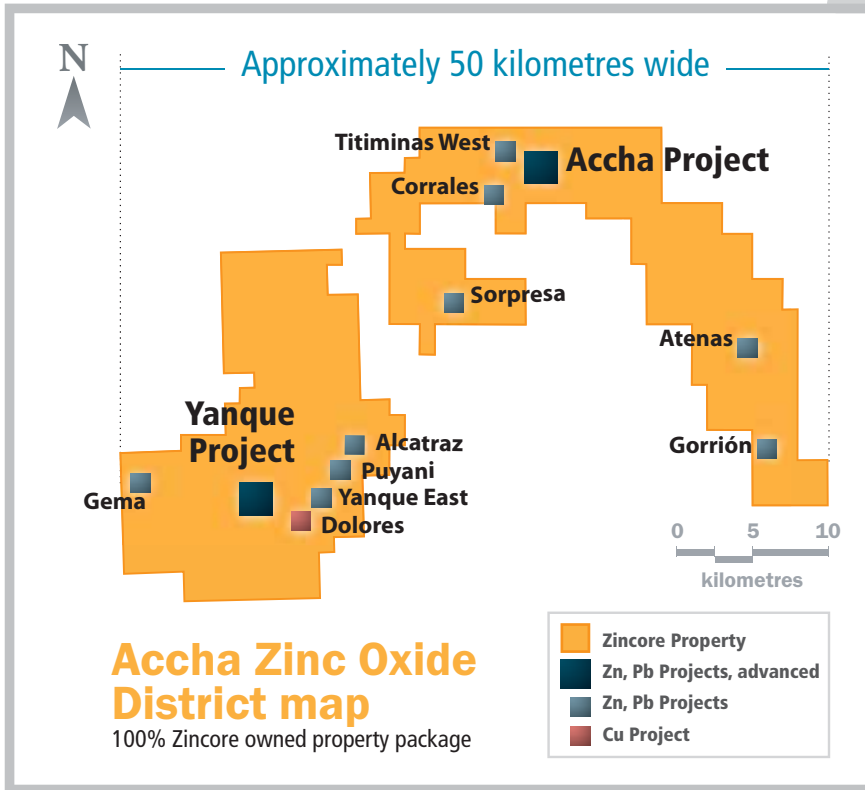 N
Approximately 50 kilometres wide
Titiminas West
Accha Project
Corrales
Sorpresa
Atenas
Yanque
Project
Alcatraz
Gorrión
Puyani
Gema
Yanque East
Dolores
0 5 10
kilometres
Accha Zinc Oxide
District map
100% Zincore owned property package
Zincore Property
Zn, Pb Projects, advanced
Zn, Pb Projects
Cu Project